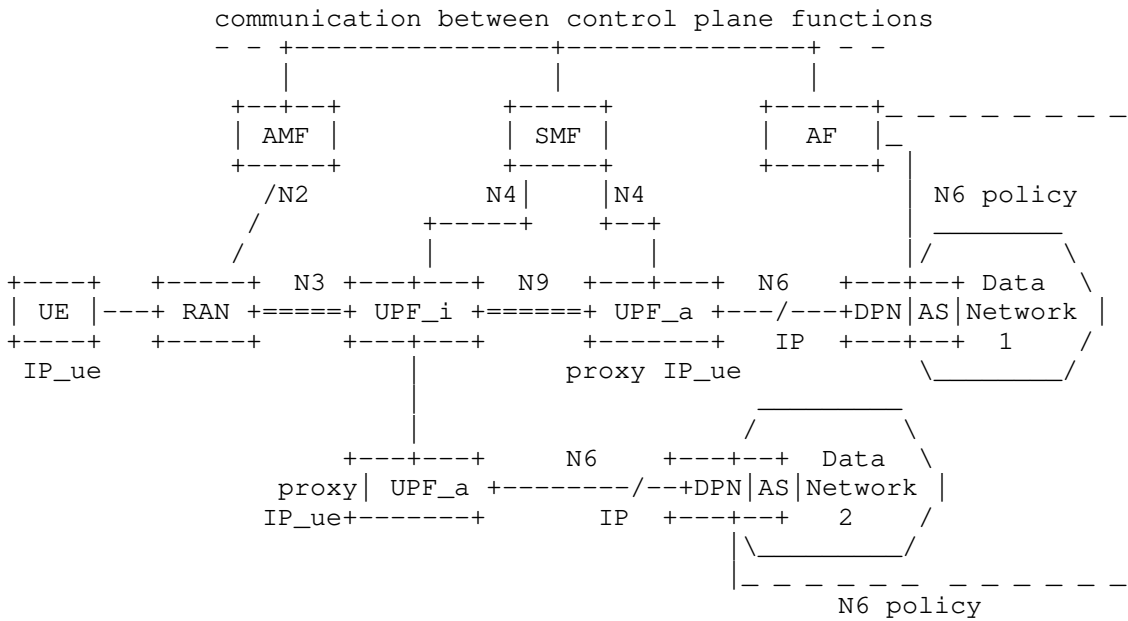 communication between control plane functions
AMF SMF AF
/N2 N4 N4 N6 policy
N3 N9 N6 Data
UE RAN UPF_i UPF_a DPN AS Network
IP 1
IP_ue proxy IP_ue
N6 Data
proxy UPF_a DPN AS Network
IP_ue IP 2
N6 policy